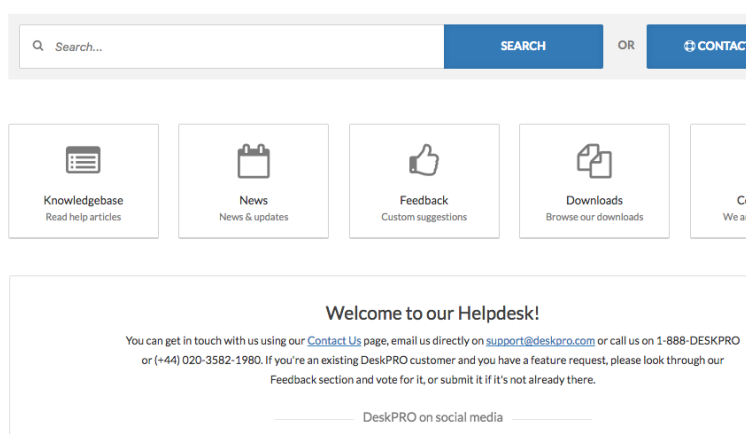 Search...
SEARCH
OR
CONTAC
Knowledgebase
Read help articles
News
News & updates
Feedback
Custom suggestions
Downloads
Browse our downloads
C
We a
Welcome to our Helpdesk!
You can get in touch with us using our Contact Us page, email us directly on support@deskpro.com or call us on 1-888-DESKPRO
or (+44) 020-3582-1980. If you're an existing DeskPRO customer and you have a feature request, please look through our
Feedback section and vote for it, or submit it if it's not already there.
DeskPRO on social media